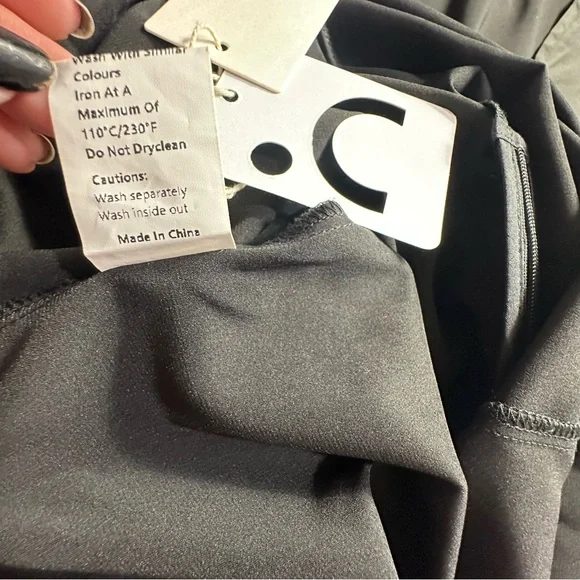 Wash With Similar
Colours
Iron At A
Maximum Of
110°C/230°F
Do Not Dryclean
Cautions:
Wash separately
Wash inside out
Made In China